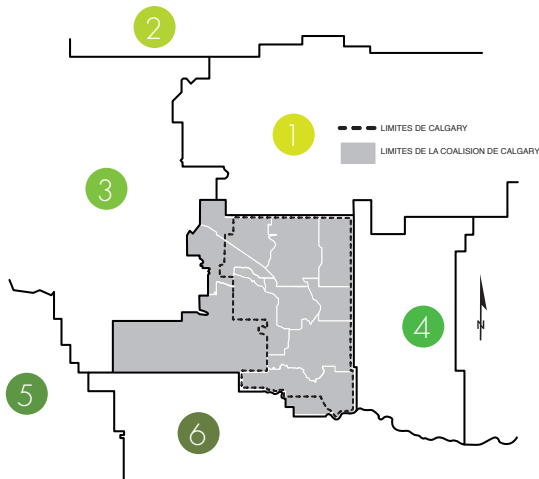 2
1
LIMITES DE CALGARY
LIMITES DE LA COALISION DE CALGARY
3
4
N
5
6